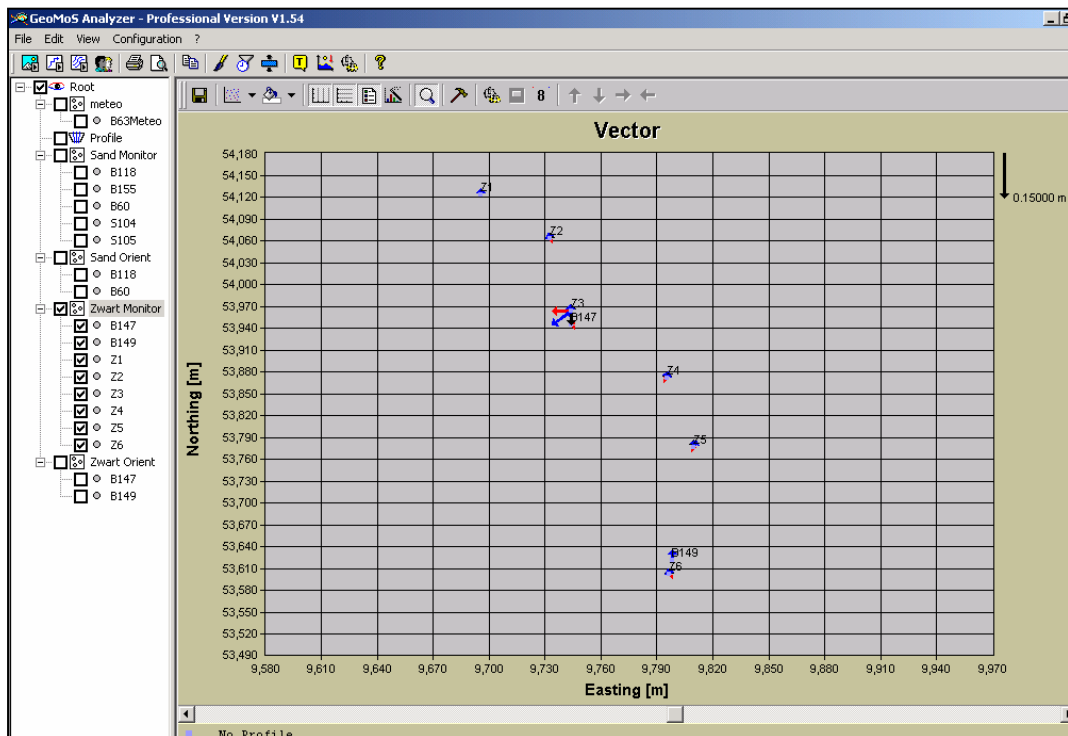 GeoMoS Analyzer - Professional Version V1.54
File Edit View Configuration ?
Root
meteo
B63Meteo
Profile
Sand Monitor
B118
B155
B60
S104
S105
Sand Orient
B118
B60
Zwart Monitor
B147
B149
Z1
Z2
Z3
Z4
Z5
Z6
Zwart Orient
B147
B149
8
Vector
Northing [m]
54,180
54,150
54,120
54,090
54,060
54,030
54,000
53,970
53,940
53,910
53,880
53,850
53,820
53,790
53,760
53,730
53,700
53,670
53,640
53,610
53,580
53,550
53,520
53,490
Z1
Z2
Z3
B147
Z4
Z5
B149
Z6
0.15000 m
9,580 9,610 9,640 9,670 9,700 9,730 9,760 9,790 9,820 9,850 9,880 9,910 9,940 9,970
Easting [m]
No Profile